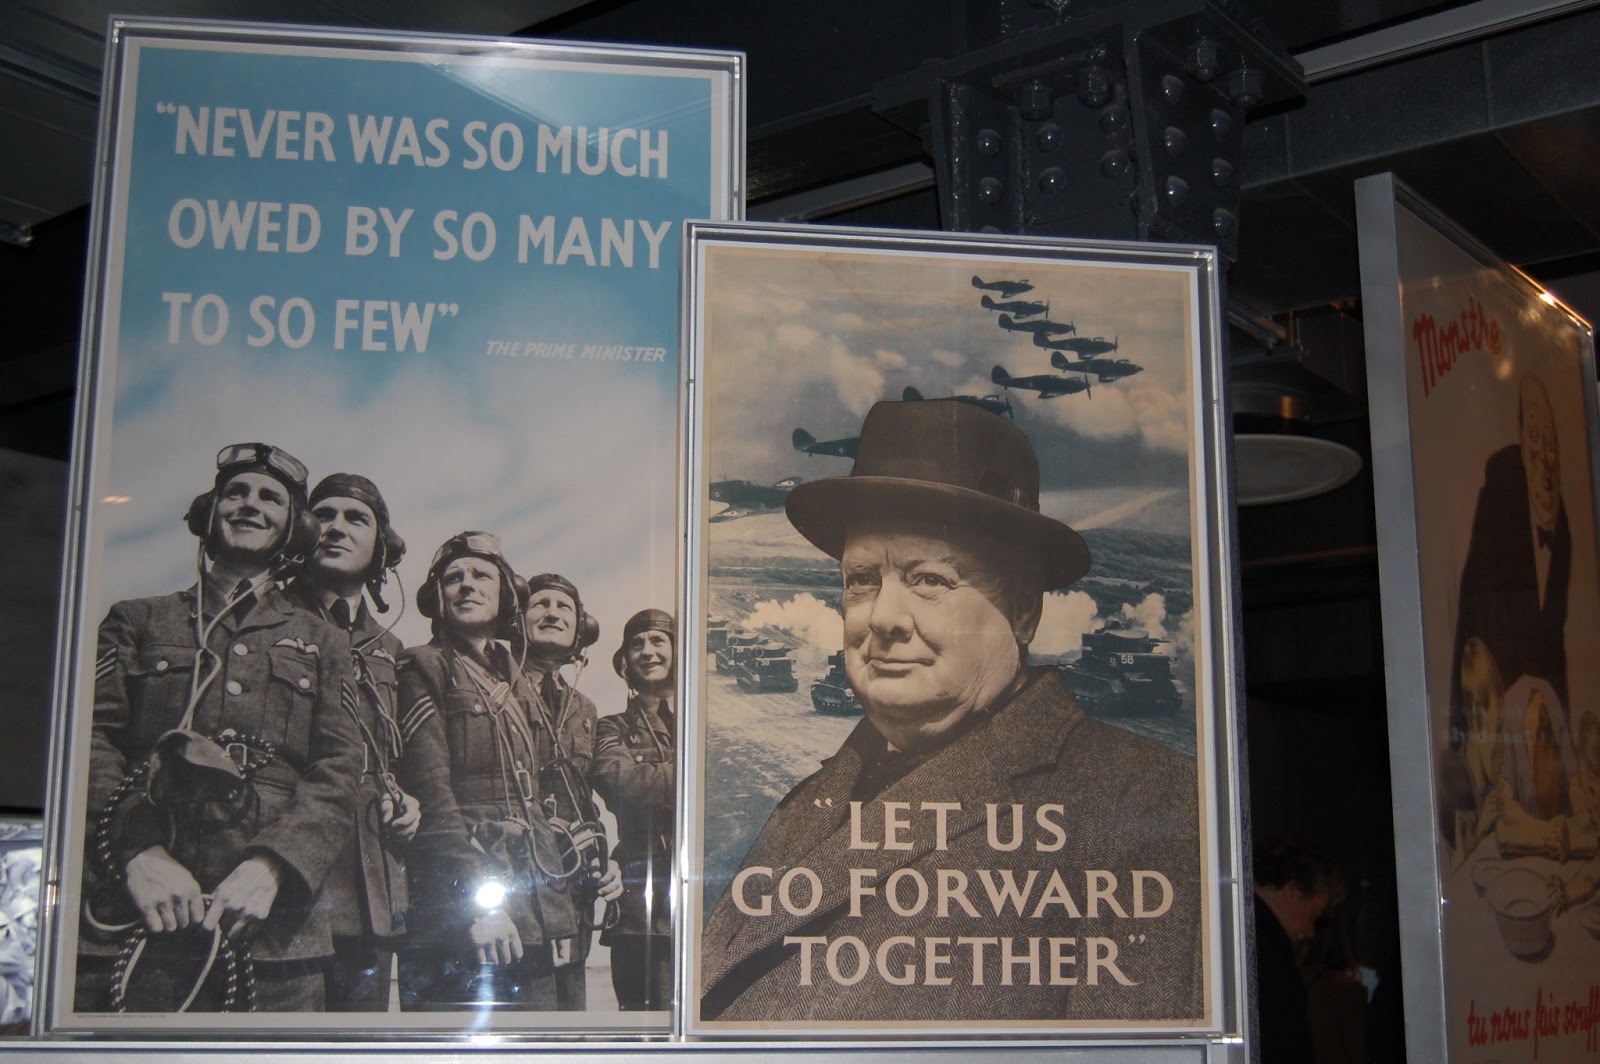 “NEVER WAS SO MUCH
OWED BY SO MANY
TO SO FEW”
THE PRIME MINISTER
“LET US
GO FORWARD
TOGETHER”
50
Monstre
tu nous fais